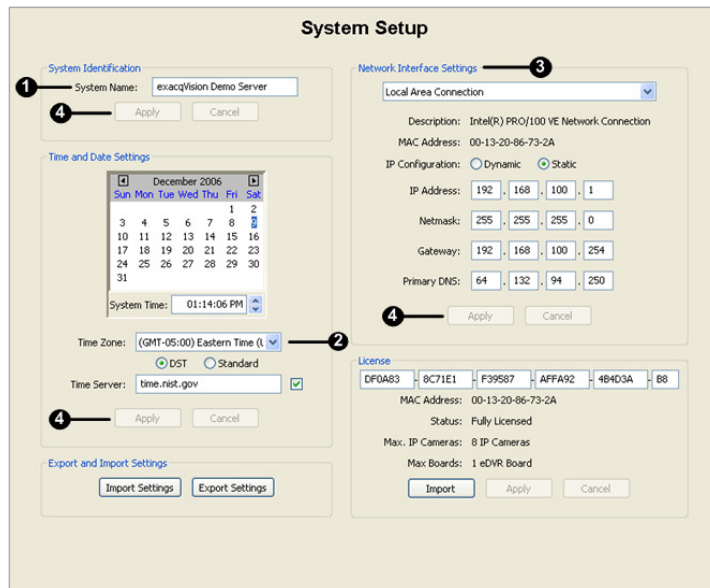 System Setup
System Identification
1
System Name: exacqVision Demo Server
4
Apply Cancel
Time and Date Settings
December 2006
Sun Mon Tue Wed Thu Fri Sat
1 2
3 4 5 6 7 8 9
10 11 12 13 14 15 16
17 18 19 20 21 22 23
24 25 26 27 28 29 30
31
System Time: 01:14:06 PM
Time Zone: (GMT-05:00) Eastern Time (
2
DST Standard
Time Server: time.nist.gov
4
Apply Cancel
Export and Import Settings
Import Settings Export Settings
Network Interface Settings
3
Local Area Connection
Description: Intel(R) PRO/100 VE Network Connection
MAC Address: 00-13-20-86-73-2A
IP Configuration: Dynamic Static
IP Address: 192 . 168 . 100 . 1
Netmask: 255 . 255 . 255 . 0
Gateway: 192 . 168 . 100 . 254
Primary DNS: 64 . 132 . 94 . 250
4
Apply Cancel
License
DF0A83 - 8C71E1 - F39587 - AFFA92 - 4B4D3A - B8
MAC Address: 00-13-20-86-73-2A
Status: Fully Licensed
Max. IP Cameras: 8 IP Cameras
Max Boards: 1 eDVR Board
Import Apply Cancel